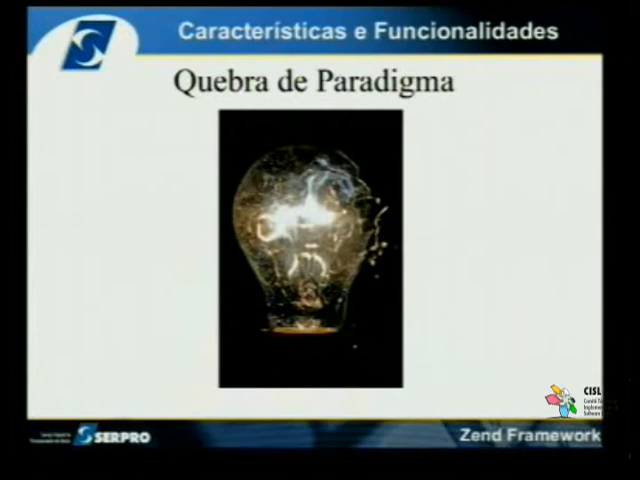 Características e Funcionalidades
Quebra de Paradigma
CISL
SERPRO
Zend Framework